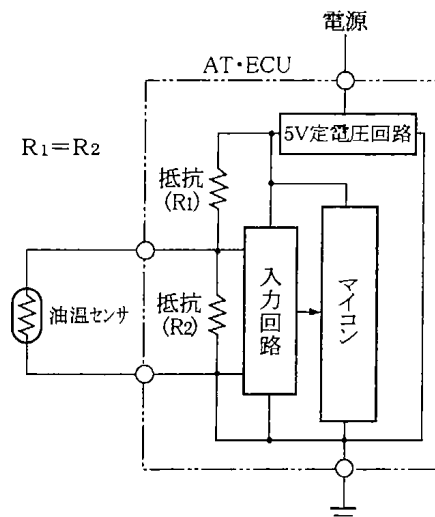 電源
AT・ECU
5V定電圧回路
R1=R2
抵抗
(R1)
油温センサ
抵抗
(R2)
入力回路
マイコン